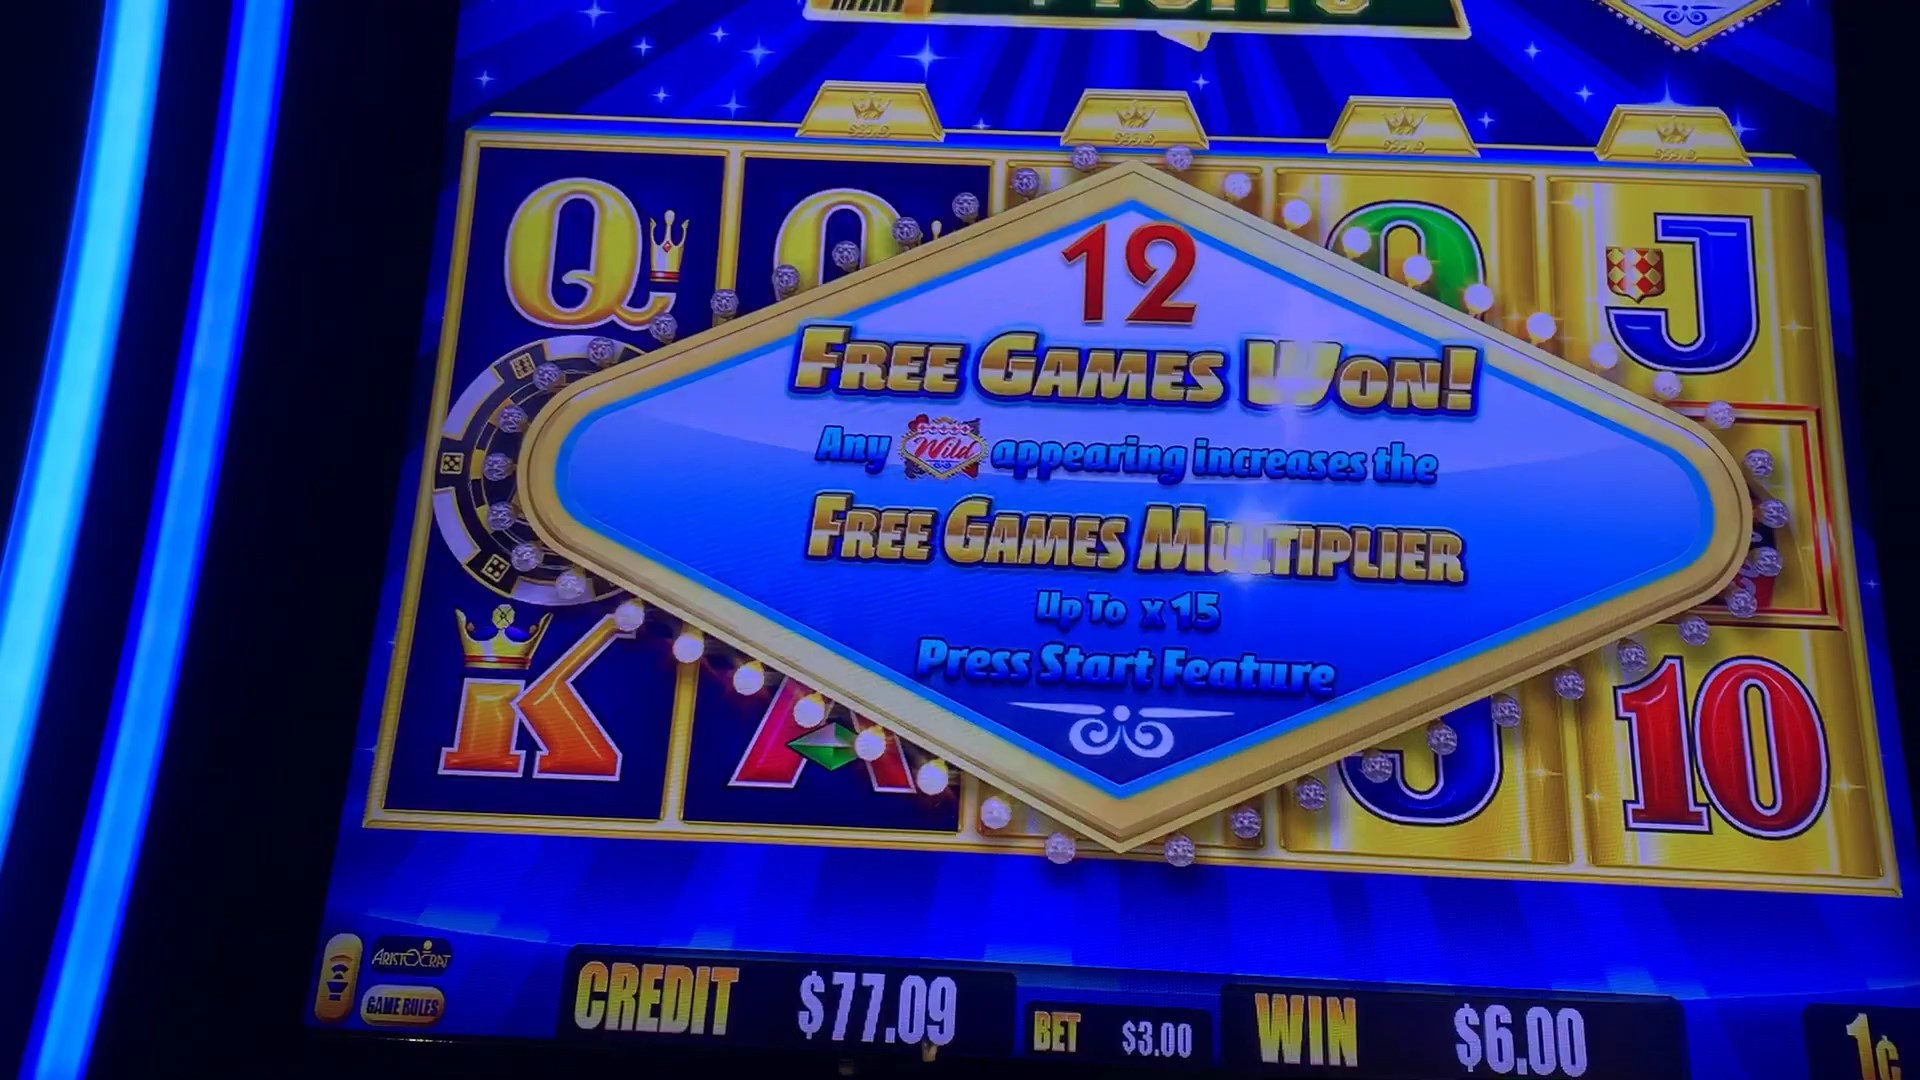 Q
J
12
FREE GAMES WON!
Any Wild appearing increases the
FREE GAMES MULTIPLIER
Up To x 15
Press Start Feature
K
A
J
10
ARISTOCRAT
GAME RULES
CREDIT $77.09
BET $3.00
WIN $6.00
1¢